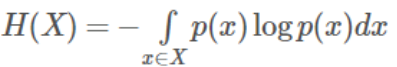 H(X) = − ∫ p(x) log p(x)dx
x∈X